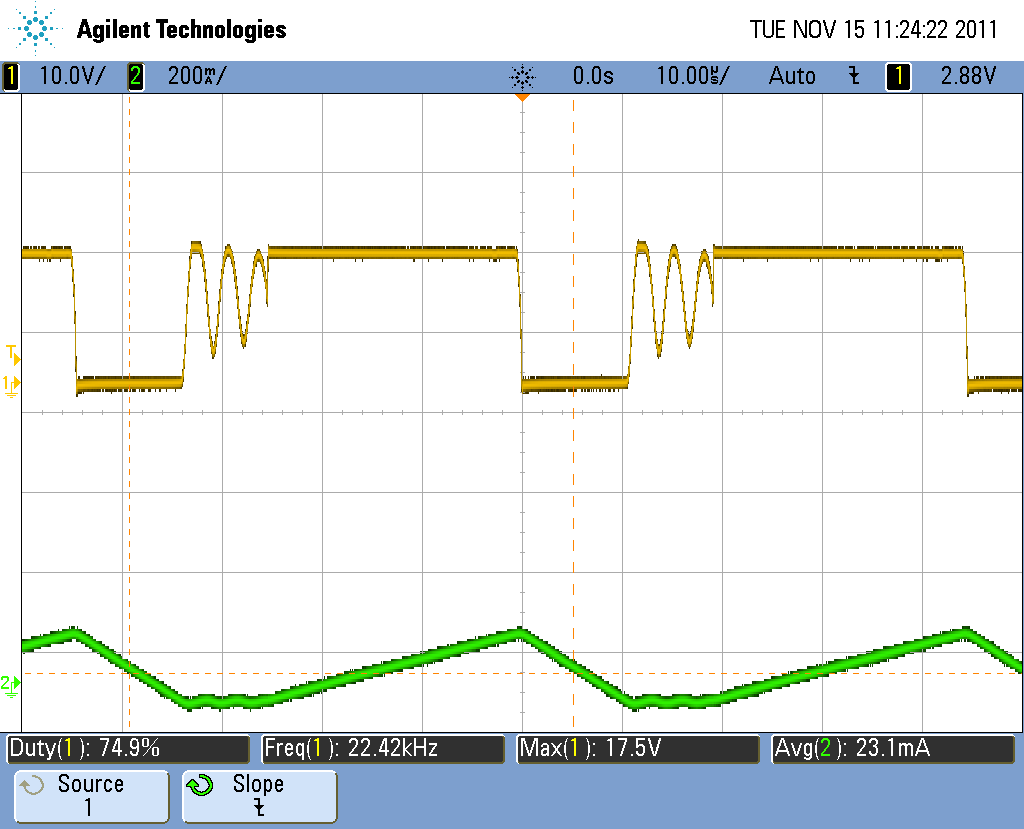 Agilent Technologies TUE NOV 15 11:24:22 2011
1 10.0V/ 2 200mA/ 0.0s 10.00us/ Auto 1 2.88V
T
1
2
Duty(1): 74.9% Freq(1): 22.42kHz Max(1): 17.5V Avg(2): 23.1mA
Source Slope
1